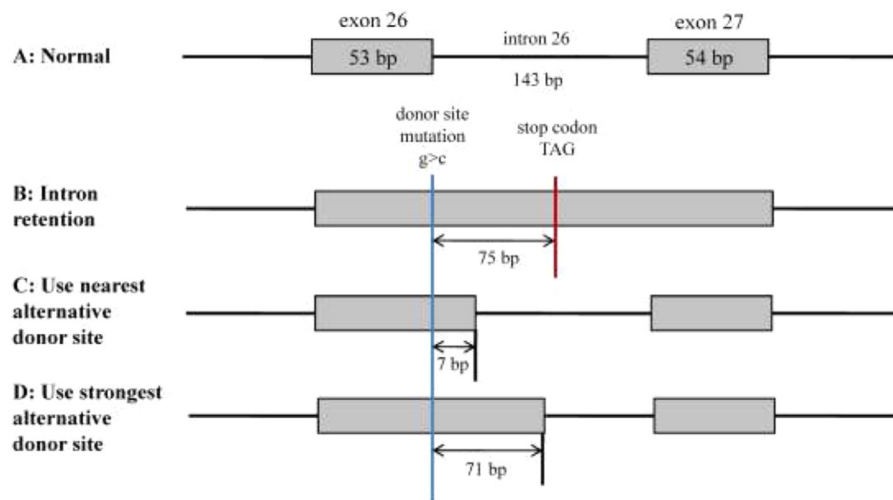 exon 26
exon 27
A: Normal
53 bp
intron 26
54 bp
143 bp
donor site
mutation
g>c
stop codon
TAG
B: Intron
retention
75 bp
C: Use nearest
alternative
donor site
7 bp
D: Use strongest
alternative
donor site
71 bp